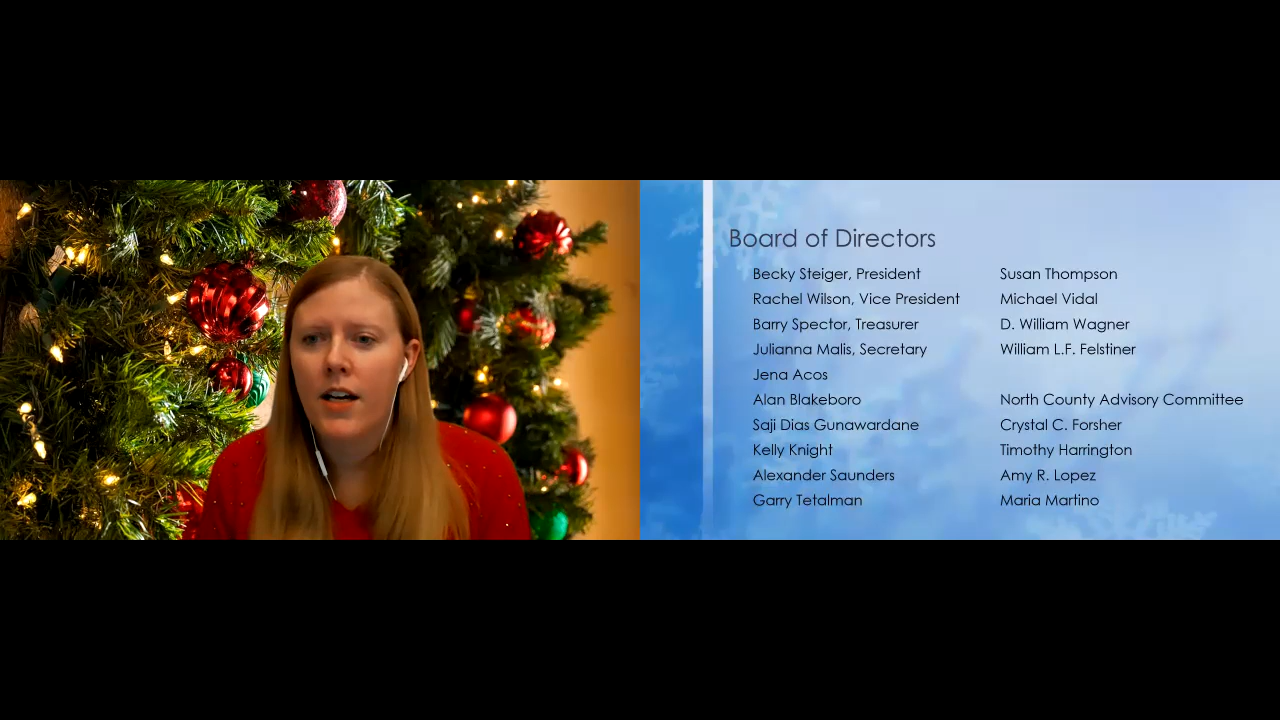 Board of Directors
Becky Steiger, President
Rachel Wilson, Vice President
Barry Spector, Treasurer
Julianna Malis, Secretary
Jena Acos
Alan Blakeboro
Saji Dias Gunawardane
Kelly Knight
Alexander Saunders
Garry Tetalman
Susan Thompson
Michael Vidal
D. William Wagner
William L.F. Felstiner
North County Advisory Committee
Crystal C. Forsher
Timothy Harrington
Amy R. Lopez
Maria Martino